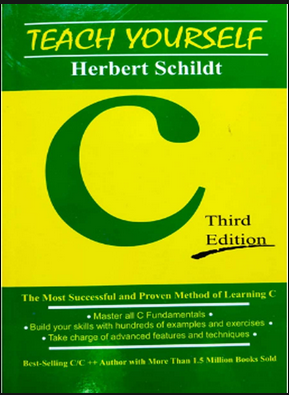 TEACH YOURSELF
Herbert Schildt
C
Third
Edition
The Most Successful and Proven Method of Learning C
• Master all C Fundamentals •
• Build your skills with hundreds of examples and exercises •
• Take charge of advanced features and techniques •
Best-Selling C/C ++ Author with More Than 1.5 Million Books Sold